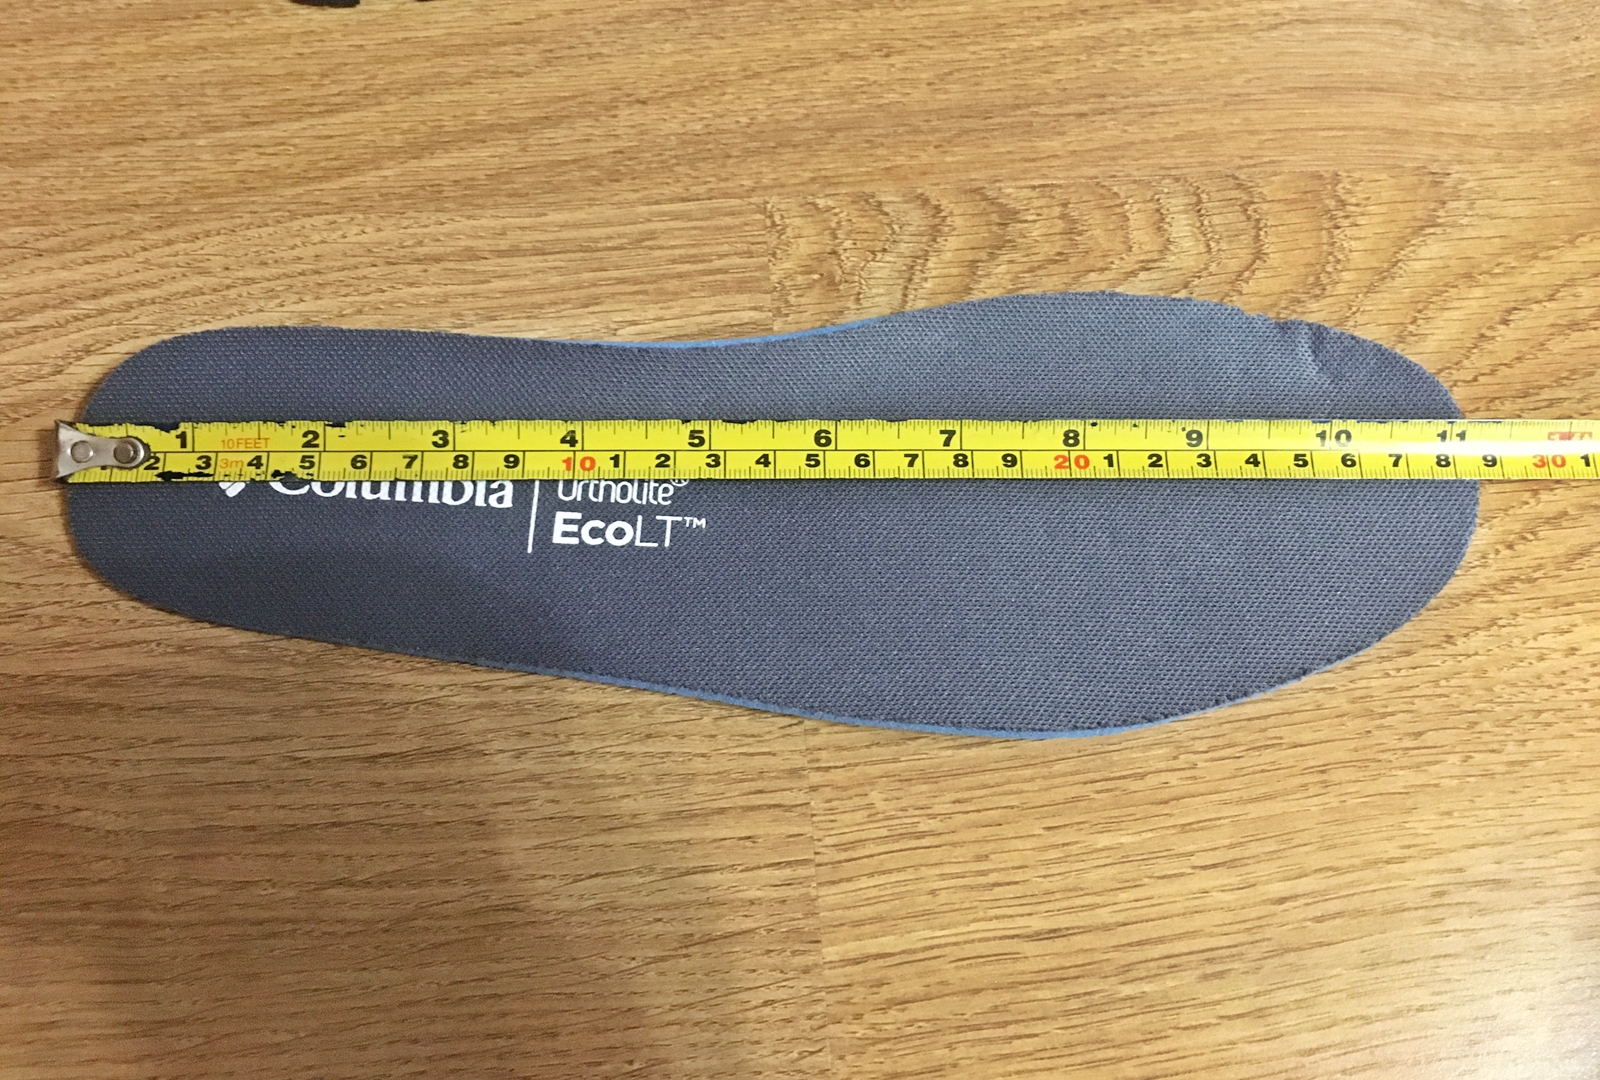 1 10FEET 2 3 4 5 6 7 8 9 10 11
1 2 3 3m 4 5 6 7 8 9 10 1 2 3 4 5 6 7 8 9 20 1 2 3 4 5 6 7 8 9 30 1
Columbia
Ortholite®
EcoLT™